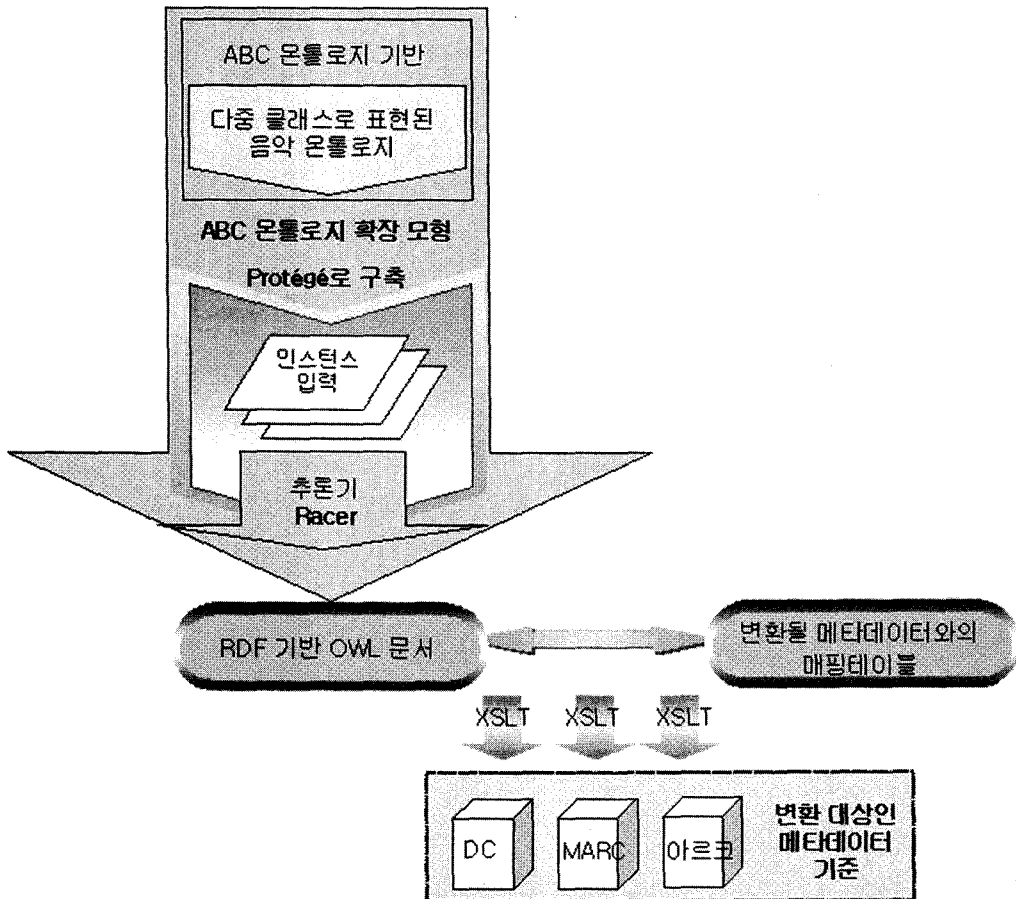 ABC 온톨로지 기반
다중 클래스로 표현된
음악 온톨로지
ABC 온톨로지 확장 모형
Protégé로 구축
인스턴스
입력
추론기
Racer
RDF 기반 OWL 문서
변환될 메타데이터와의
매핑테이블
XSLT XSLT XSLT
DC MARC 아르코
변환 대상인
메타데이터
기준